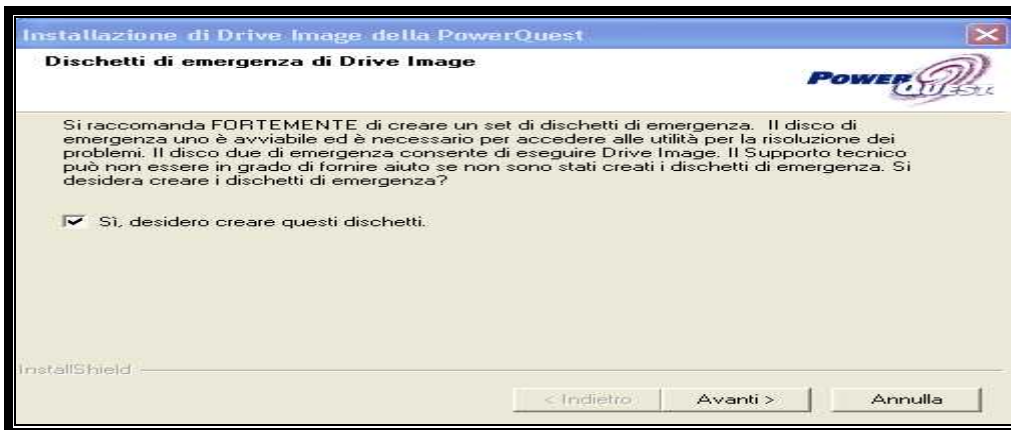 Installazione di Drive Image della PowerQuest
Dischetti di emergenza di Drive Image
POWERQUEST
Si raccomanda FORTEMENTE di creare un set di dischetti di emergenza. Il disco di
emergenza uno è avviabile ed è necessario per accedere alle utilità per la risoluzione dei
problemi. Il disco due di emergenza consente di eseguire Drive Image. Il Supporto tecnico
può non essere in grado di fornire aiuto se non sono stati creati i dischetti di emergenza. Si
desidera creare i dischetti di emergenza?
Sì, desidero creare questi dischetti.
InstallShield
< Indietro
Avanti >
Annulla